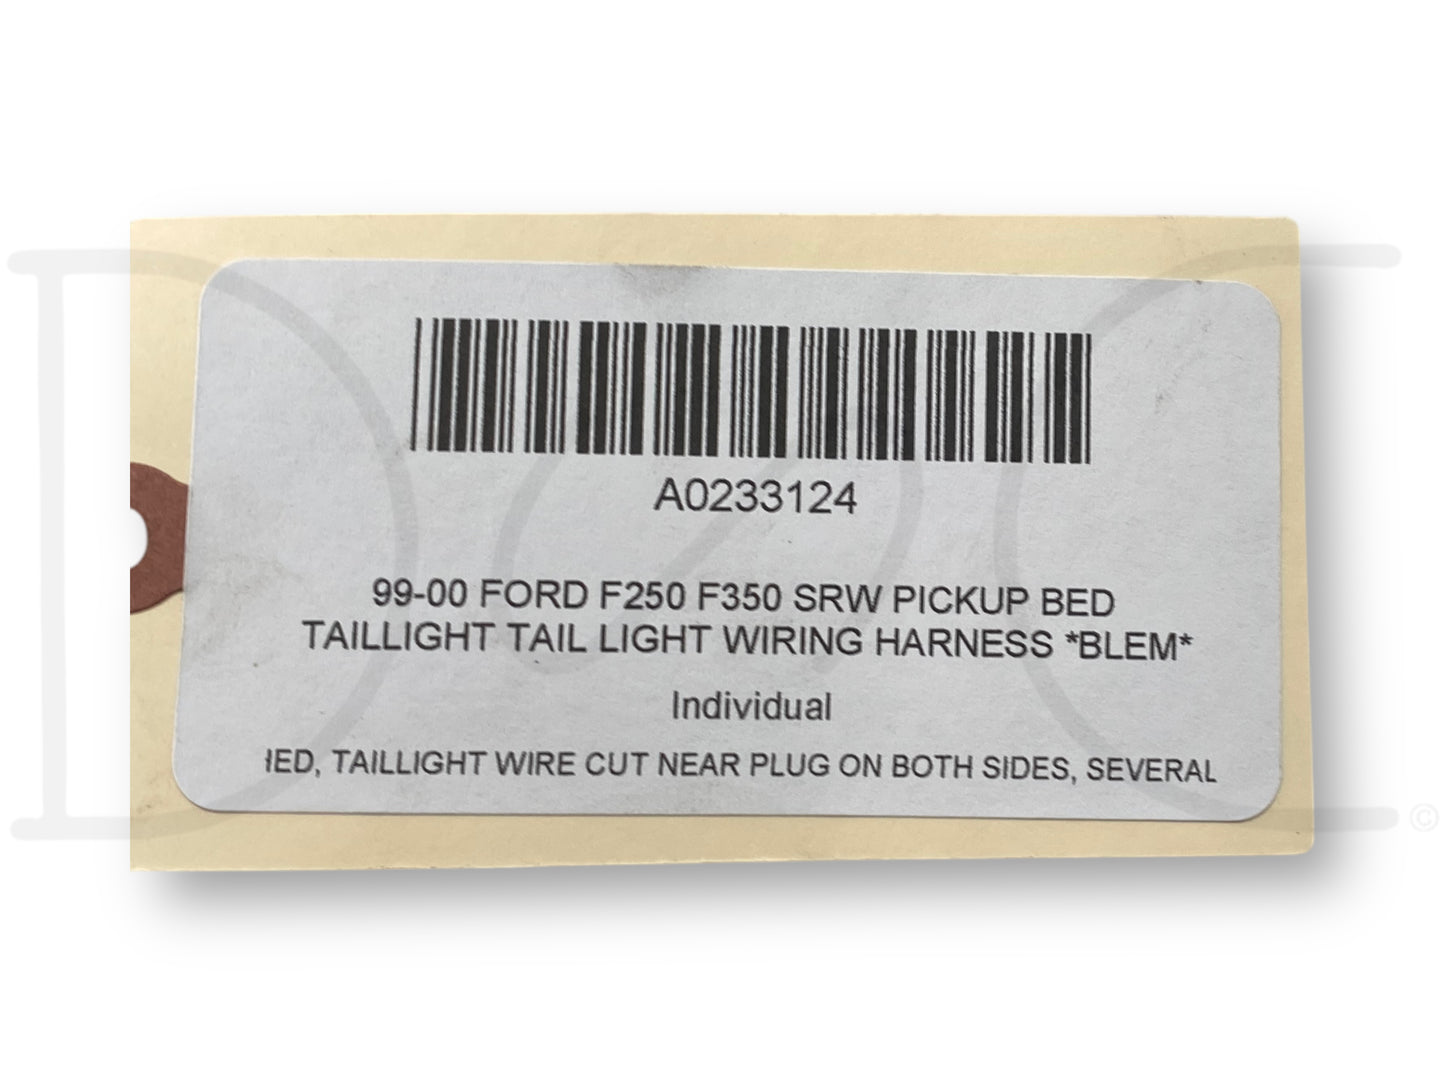 A0233124
99-00 FORD F250 F350 SRW PICKUP BED
TAILLIGHT TAIL LIGHT WIRING HARNESS *BLEM*
Individual
TAILLIGHT WIRE CUT NEAR PLUG ON BOTH SIDES, SEVERAL